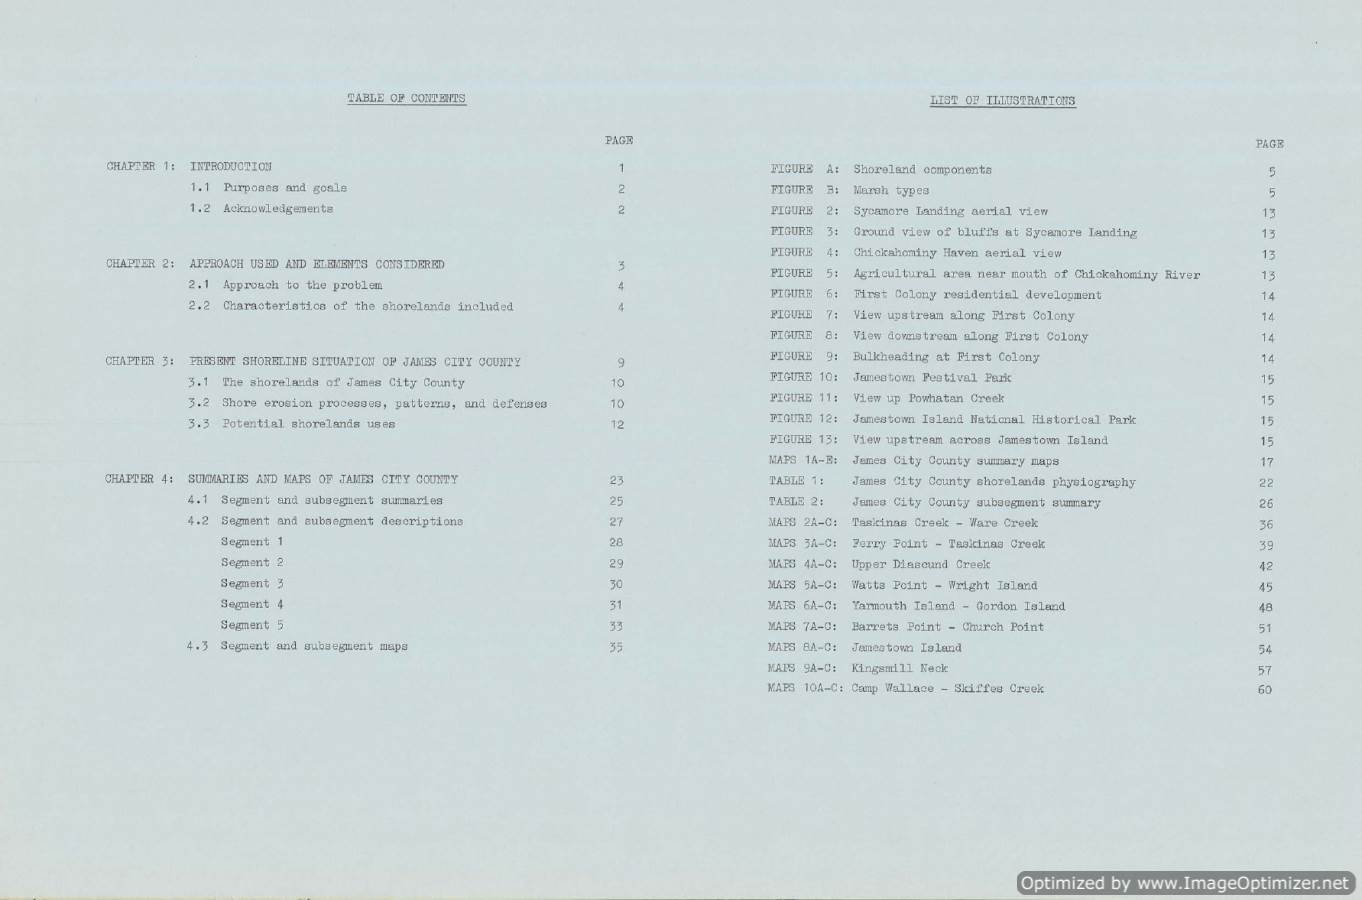 TABLE OF CONTENTS
PAGE
CHAPTER 1: INTRODUCTION 1
1.1 Purposes and goals 2
1.2 Acknowledgements 2
CHAPTER 2: APPROACH USED AND ELEMENTS CONSIDERED 3
2.1 Approach to the problem 4
2.2 Characteristics of the shorelands included 4
CHAPTER 3: PRESENT SHORELINE SITUATION OF JAMES CITY COUNTY 9
3.1 The shorelands of James City County 10
3.2 Shore erosion processes, patterns, and defenses 10
3.3 Potential shorelands uses 12
CHAPTER 4: SUMMARIES AND MAPS OF JAMES CITY COUNTY 23
4.1 Segment and subsegment summaries 25
4.2 Segment and subsegment descriptions 27
Segment 1 28
Segment 2 29
Segment 3 30
Segment 4 31
Segment 5 33
4.3 Segment and subsegment maps 35
LIST OF ILLUSTRATIONS
PAGE
FIGURE A: Shoreland components 5
FIGURE B: Marsh types 5
FIGURE 2: Sycamore Landing aerial view 13
FIGURE 3: Ground view of bluffs at Sycamore Landing 13
FIGURE 4: Chickahominy Haven aerial view 13
FIGURE 5: Agricultural area near mouth of Chickahominy River 13
FIGURE 6: First Colony residential development 14
FIGURE 7: View upstream along First Colony 14
FIGURE 8: View downstream along First Colony 14
FIGURE 9: Bulkheading at First Colony 14
FIGURE 10: Jamestown Festival Park 15
FIGURE 11: View up Powhatan Creek 15
FIGURE 12: Jamestown Island National Historical Park 15
FIGURE 13: View upstream across Jamestown Island 15
MAPS 1A-E: James City County summary maps 17
TABLE 1: James City County shorelands physiography 22
TABLE 2: James City County subsegment summary 26
MAPS 2A-C: Taskinas Creek - Ware Creek 36
MAPS 3A-C: Ferry Point - Taskinas Creek 39
MAPS 4A-C: Upper Diascund Creek 42
MAPS 5A-C: Watts Point - Wright Island 45
MAPS 6A-C: Yarmouth Island - Gordon Island 48
MAPS 7A-C: Barrets Point - Church Point 51
MAPS 8A-C: Jamestown Island 54
MAPS 9A-C: Kingsmill Neck 57
MAPS 10A-C: Camp Wallace - Skiffes Creek 60
Optimized by www.ImageOptimizer.net